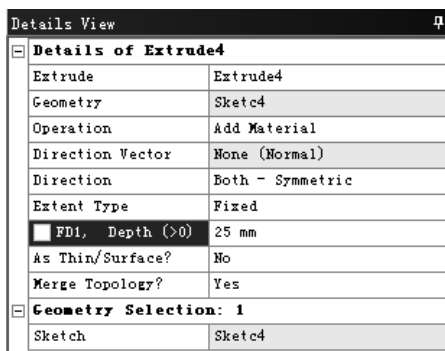 Details View
Details of Extrude4
Extrude Extrude4
Geometry Sketc4
Operation Add Material
Direction Vector None (Normal)
Direction Both - Symmetric
Extent Type Fixed
FD1, Depth (>0) 25 mm
As Thin/Surface? No
Merge Topology? Yes
Geometry Selection: 1
Sketch Sketc4